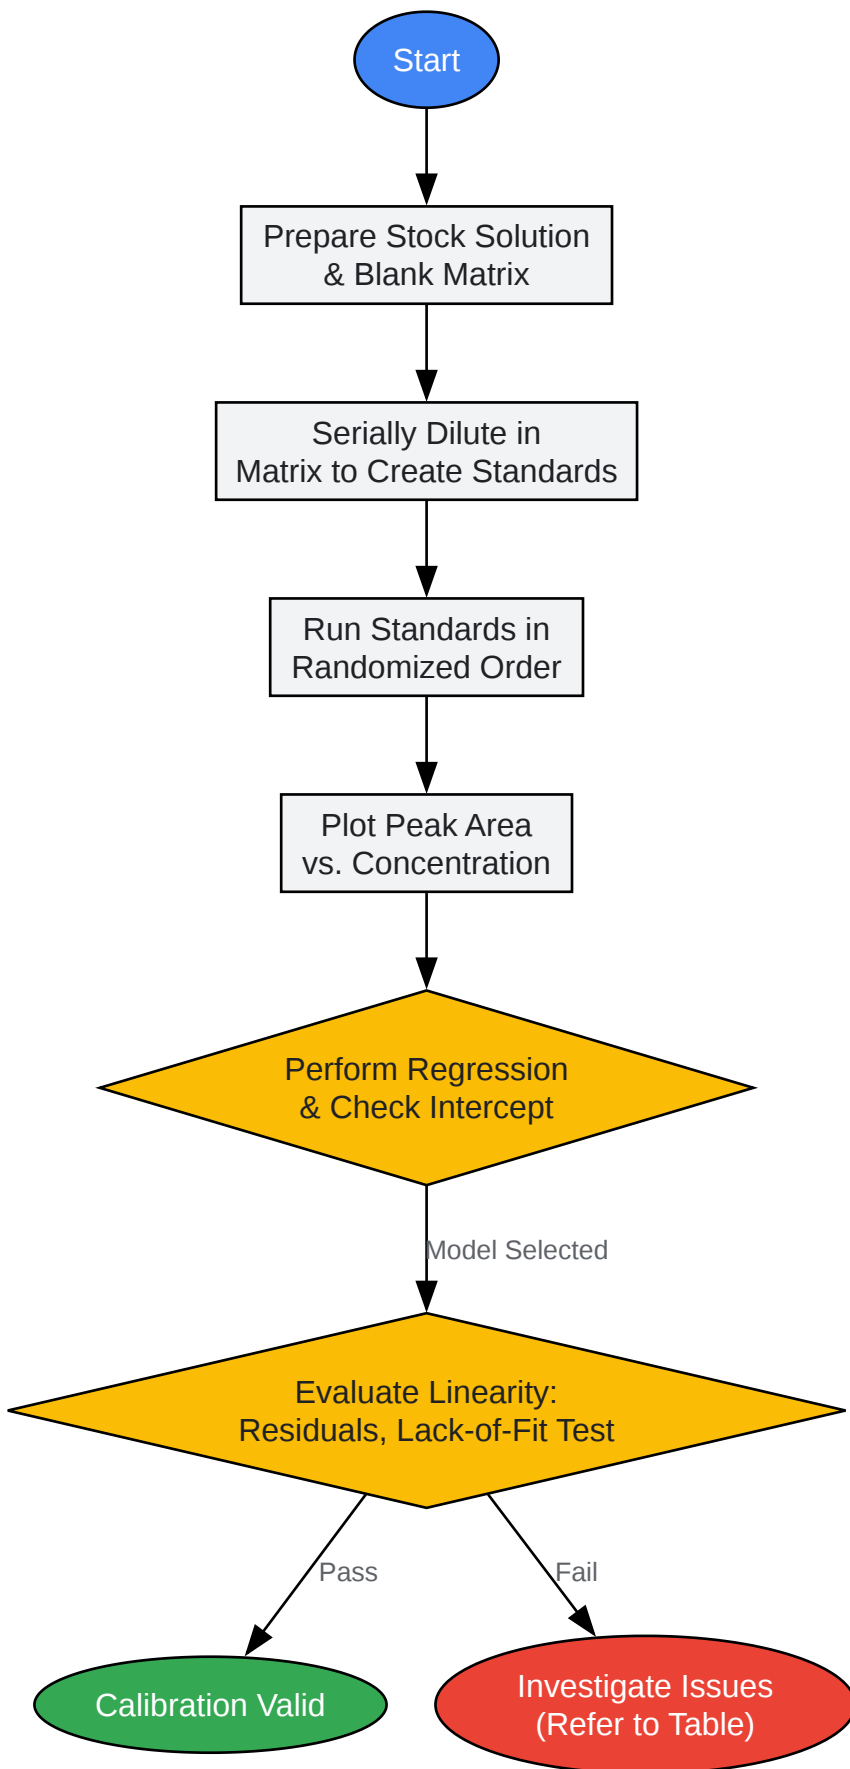 Start
Prepare Stock Solution
& Blank Matrix
Serially Dilute in
Matrix to Create Standards
Run Standards in
Randomized Order
Plot Peak Area
vs. Concentration
Perform Regression
& Check Intercept
Model Selected
Evaluate Linearity:
Residuals, Lack-of-Fit Test
Pass
Fail
Calibration Valid
Investigate Issues
(Refer to Table)